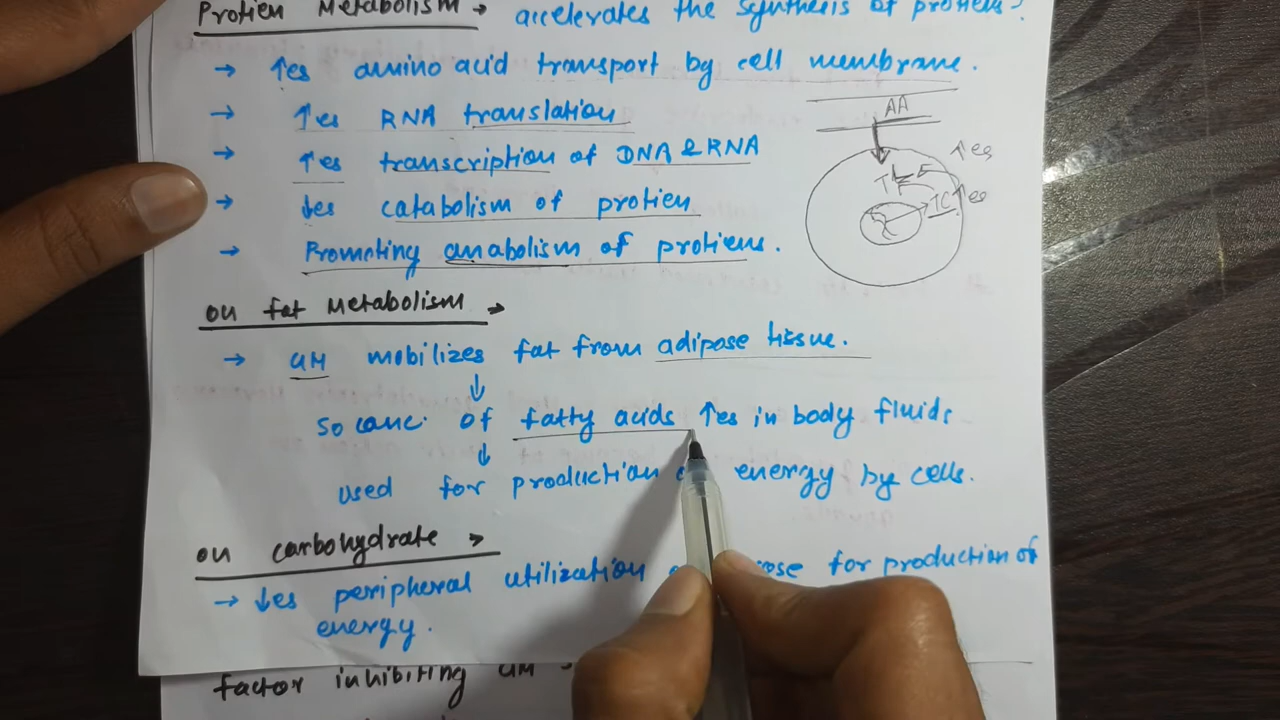 Protien Metabolism → accelerates the synthesis of protiens.
→ ↑es amino acid transport by cell membrane.
AA
→ ↑es RNA translation
→ ↑es transcription of DNA & RNA
↑es
TL
TC ↑es
→ ↓es catabolism of protien
→ Promoting anabolism of protiens.
on fat Metabolism →
→ GH mobilizes fat from adipose tissue.
↓
so conc. of fatty acids ↑es in body fluids
↓
used for production energy by cells.
on carbohydrate →
→ ↓es peripheral utilization for production of
energy.
factor inhibiting GH